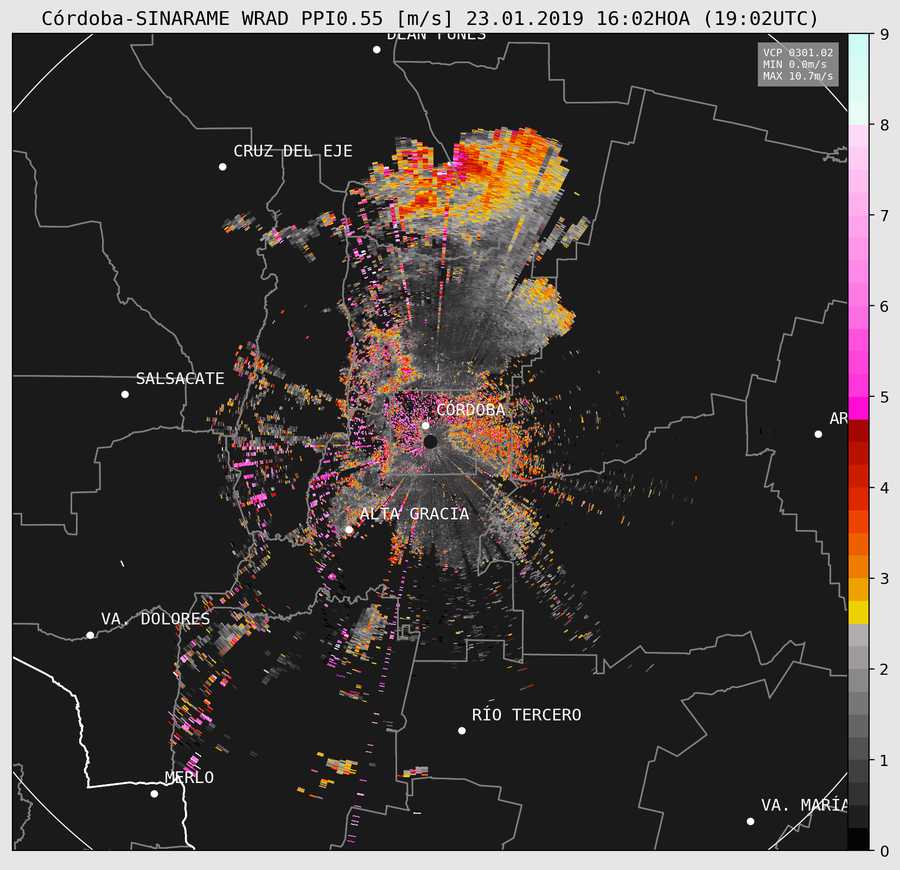 Córdoba-SINARAME WRAD PPI0.55 [m/s] 23.01.2019 16:02HOA (19:02UTC)
DEAN FUNES
VCP 0301.02
MIN 0.0m/s
MAX 10.7m/s
CRUZ DEL EJE
SALSACATE
CORDOBA
AR
ALTA GRACIA
VA. DOLORES
RÍO TERCERO
MERLO
VA. MARÍA
9
8
7
6
5
4
3
2
1
0